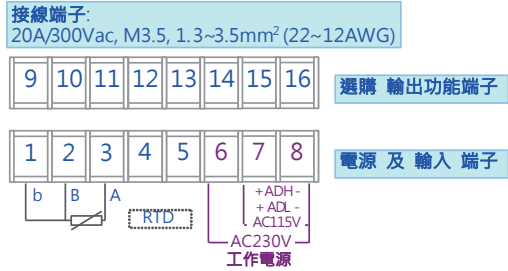 接線端子:
20A/300Vac, M3.5, 1.3~3.5mm² (22~12AWG)
9 10 11 12 13 14 15 16
選購 輸出功能端子
1 2 3 4 5 6 7 8
電源 及 輸入 端子
b B A
RTD
+ADH-
+ADL-
AC115V
AC230V
工作電源